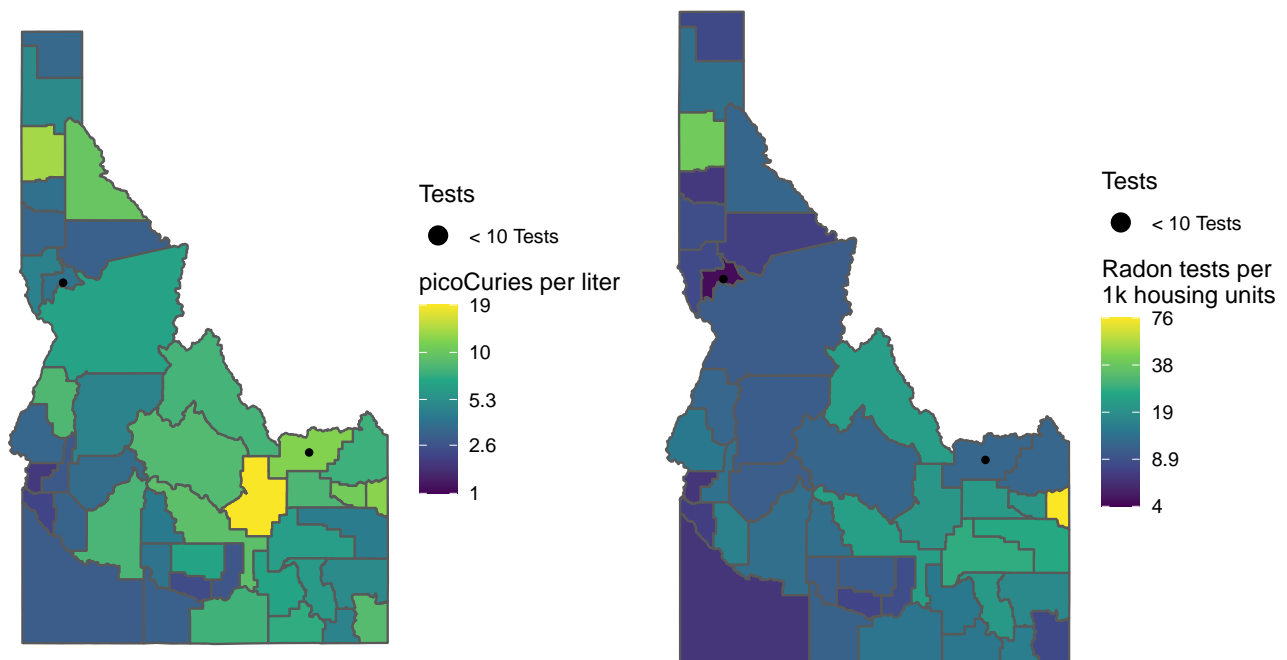 Tests
< 10 Tests
picoCuries per liter
19
10
5.3
2.6
1
Tests
< 10 Tests
Radon tests per
1k housing units
76
38
19
8.9
4